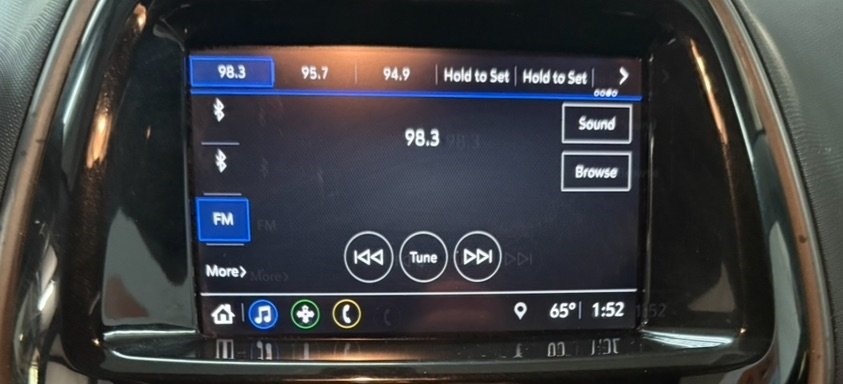 98.3 95.7 94.9 Hold to Set Hold to Set
Sound
98.3
Browse
FM
Tune
More
65° 1:52